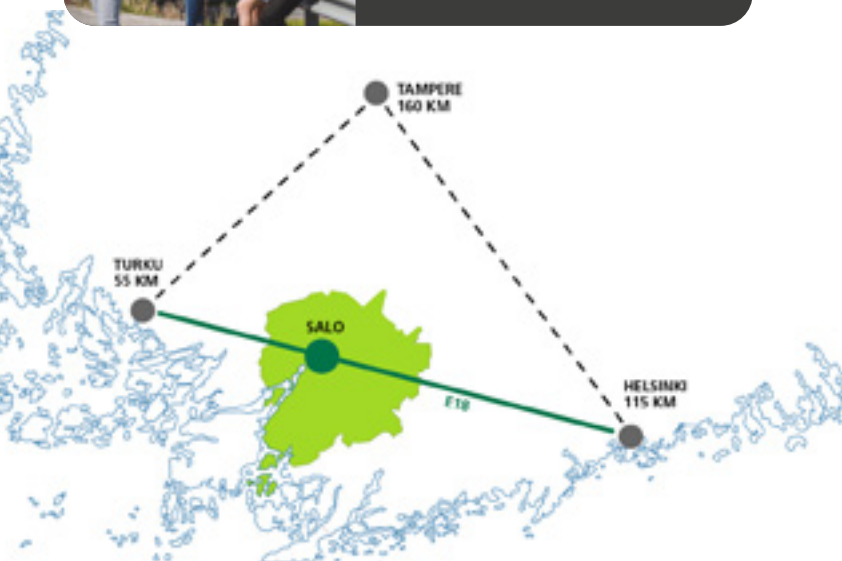 TAMPERE
160 KM
TURKU
55 KM
SALO
HELSINKI
115 KM
E18